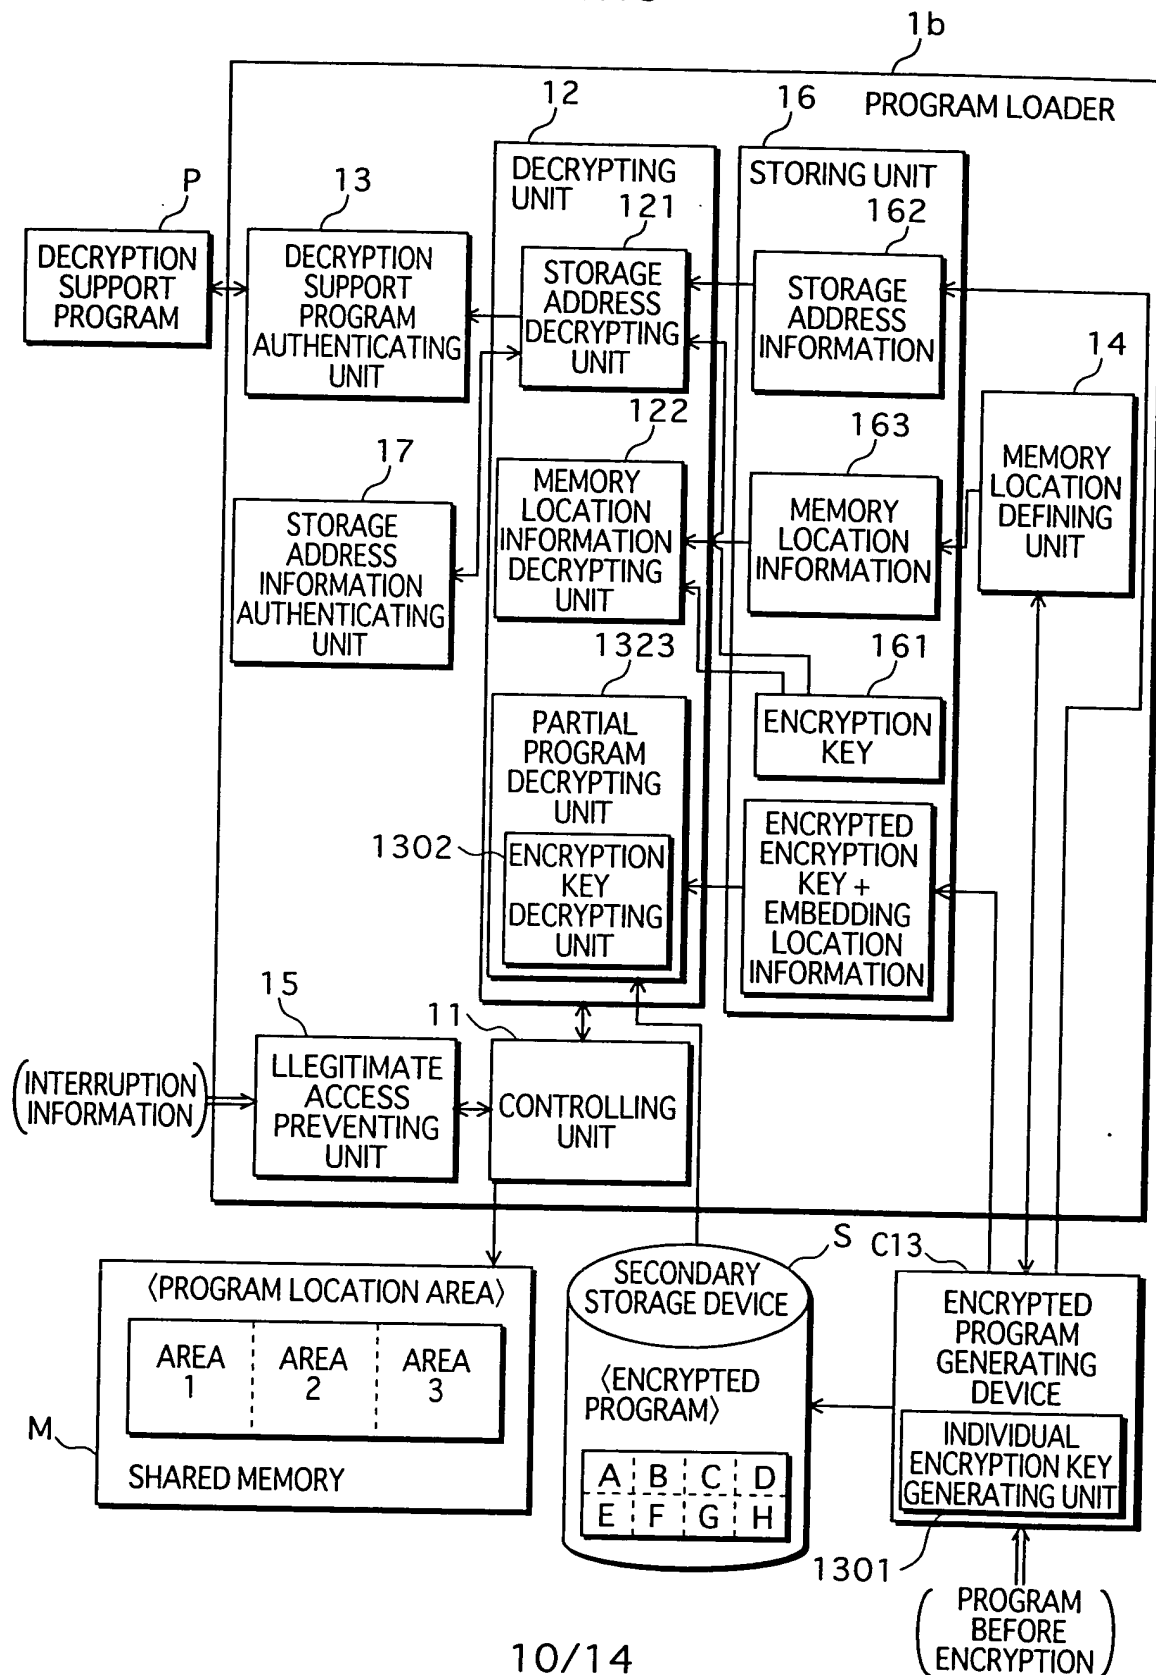 1b
PROGRAM LOADER
12
DECRYPTING
UNIT
16
STORING UNIT
P
DECRYPTION
SUPPORT
PROGRAM
13
DECRYPTION
SUPPORT
PROGRAM
AUTHENTICATING
UNIT
121
STORAGE
ADDRESS
DECRYPTING
UNIT
162
STORAGE
ADDRESS
INFORMATION
14
MEMORY
LOCATION
DEFINING
UNIT
17
STORAGE
ADDRESS
INFORMATION
AUTHENTICATING
UNIT
122
MEMORY
LOCATION
INFORMATION
DECRYPTING
UNIT
163
MEMORY
LOCATION
INFORMATION
1323
PARTIAL
PROGRAM
DECRYPTING
UNIT
161
ENCRYPTION
KEY
1302
ENCRYPTION
KEY
DECRYPTING
UNIT
ENCRYPTED
ENCRYPTION
KEY +
EMBEDDING
LOCATION
INFORMATION
(INTERRUPTION
INFORMATION)
15
LLEGITIMATE
ACCESS
PREVENTING
UNIT
11
CONTROLLING
UNIT
M
〈PROGRAM LOCATION AREA〉
AREA
1
AREA
2
AREA
3
SHARED MEMORY
S
SECONDARY
STORAGE DEVICE
〈ENCRYPTED
PROGRAM〉
A B C D
E F G H
C13
ENCRYPTED
PROGRAM
GENERATING
DEVICE
INDIVIDUAL
ENCRYPTION KEY
GENERATING UNIT
1301
(PROGRAM
BEFORE
ENCRYPTION)
10/14